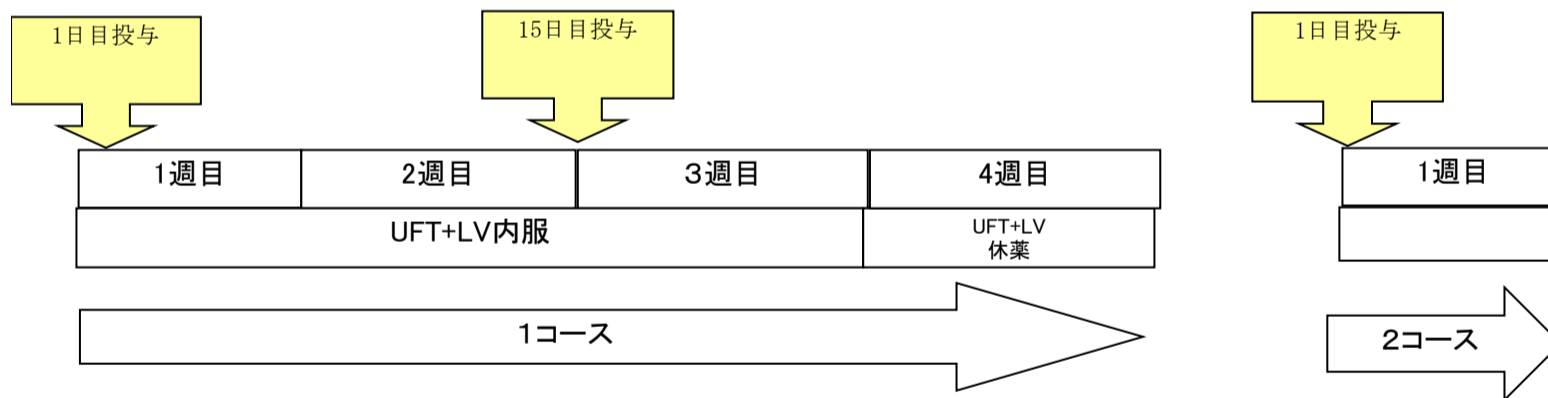 1日目投与
15日目投与
1日目投与
1週目
2週目
3週目
4週目
1週目
UFT+LV内服
UFT+LV
休薬
1コース
2コース